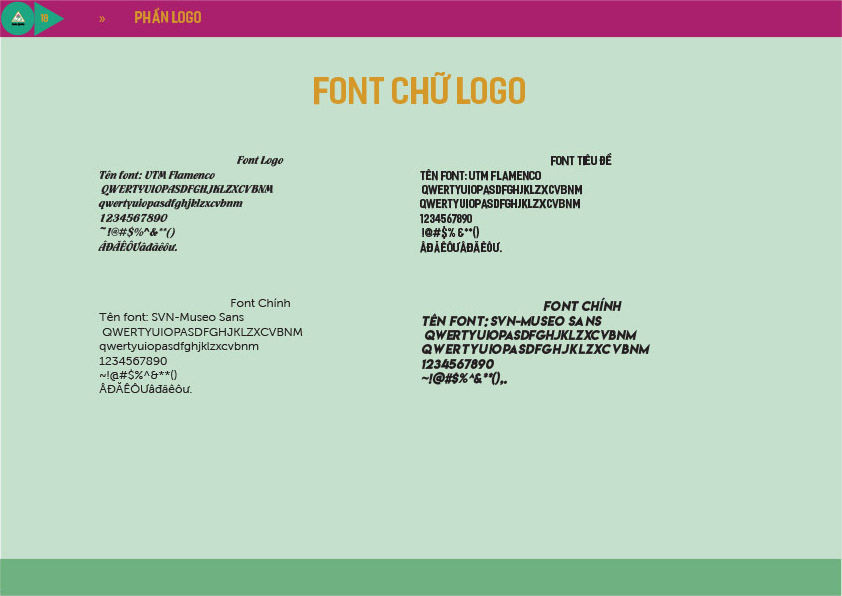 18 » PHẦN LOGO
FONT CHỮ LOGO
Font Logo
Tên font: UTM Flamenco
QWERTYUIOPASDFGHJKLZXCVBNM
qwertyuiopasdfghjklzxcvbnm
1234567890
~!@#$%^&**()
ÂĐĂÊÔƯâđăêôư.
FONT TIÊU ĐỀ
TÊN FONT: UTM FLAMENCO
QWERTYUIOPASDFGHJKLZXCVBNM
QWERTYUIOPASDFGHJKLZXCVBNM
1234567890
!@#$% &**()
ÂĐĂÊÔƯÂĐĂÊÔƯ.
Font Chính
Tên font: SVN-Museo Sans
QWERTYUIOPASDFGHJKLZXCVBNM
qwertyuiopasdfghjklzxcvbnm
1234567890
~!@#$%^&**()
ÂĐĂÊÔƯâđăêôư.
FONT CHÍNH
TÊN FONT: SVN-MUSEO SANS
QWERTYUIOPASDFGHJKLZXCVBNM
QWERTYUIOPASDFGHJKLZXCVBNM
1234567890
~!@#$%^&**(),.